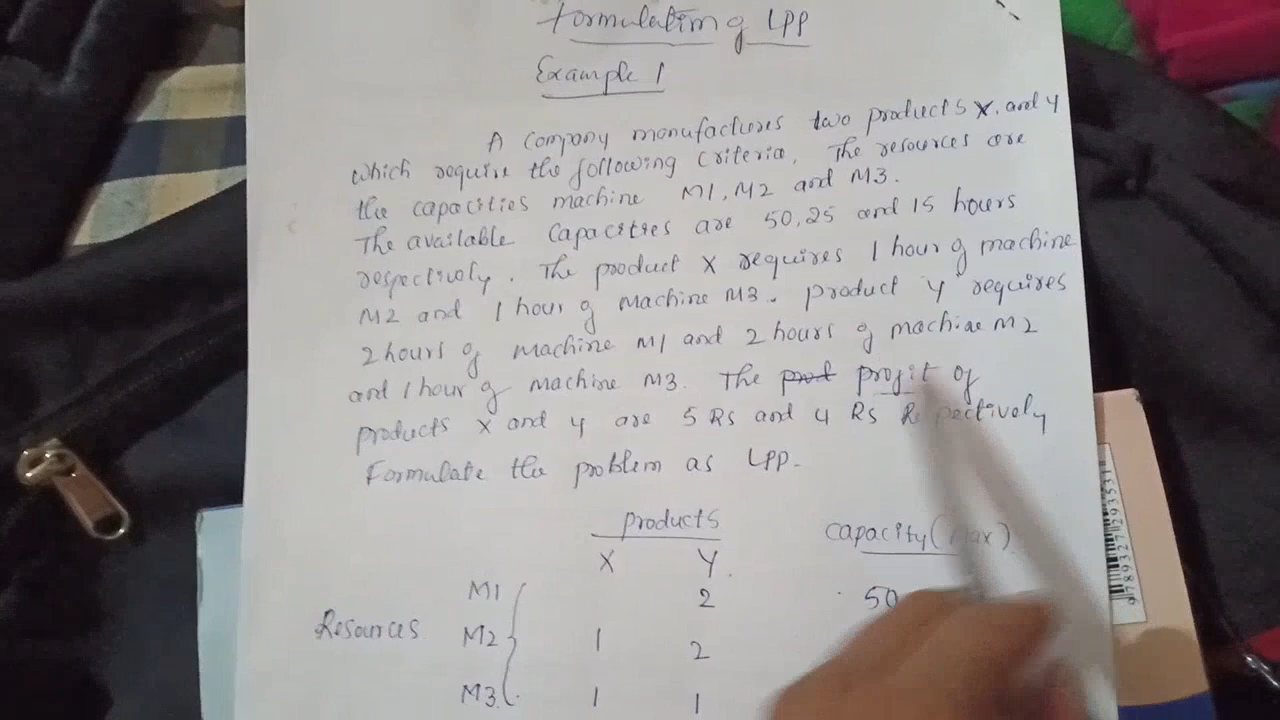 Formulation of LPP
Example 1
A company manufactures two products X, and Y
which require the following criteria. The resources are
the capacities machine M1, M2 and M3.
The available capacities are 50, 25 and 15 hours
respectively. The product X requires 1 hour of machine
M2 and 1 hour of machine M3. product Y requires
2 hours of machine M1 and 2 hours of machine M2
and 1 hour of machine M3. The profit of
products X and Y are 5 Rs and 4 Rs Respectively
Formulate the problem as LPP.
products
capacity (Max)
X Y
M1 2 50
Resources M2 1 2
M3 1 1
9789327293531